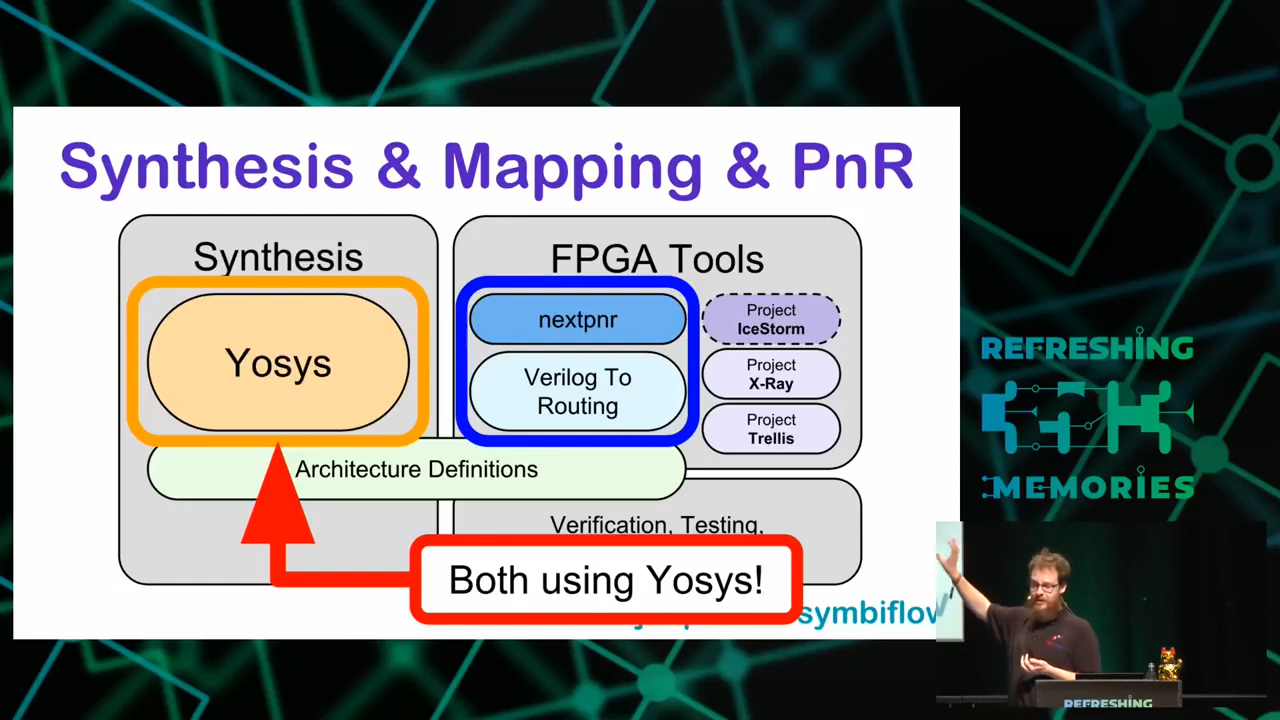 Synthesis & Mapping & PnR
Synthesis
FPGA Tools
Yosys
nextpnr
Verilog To
Routing
Project
IceStorm
Project
X-Ray
Project
Trellis
Architecture Definitions
Verification, Testing,
Both using Yosys!
symbiflow
REFRESHING
35C3
MEMORIES
REFRESHING